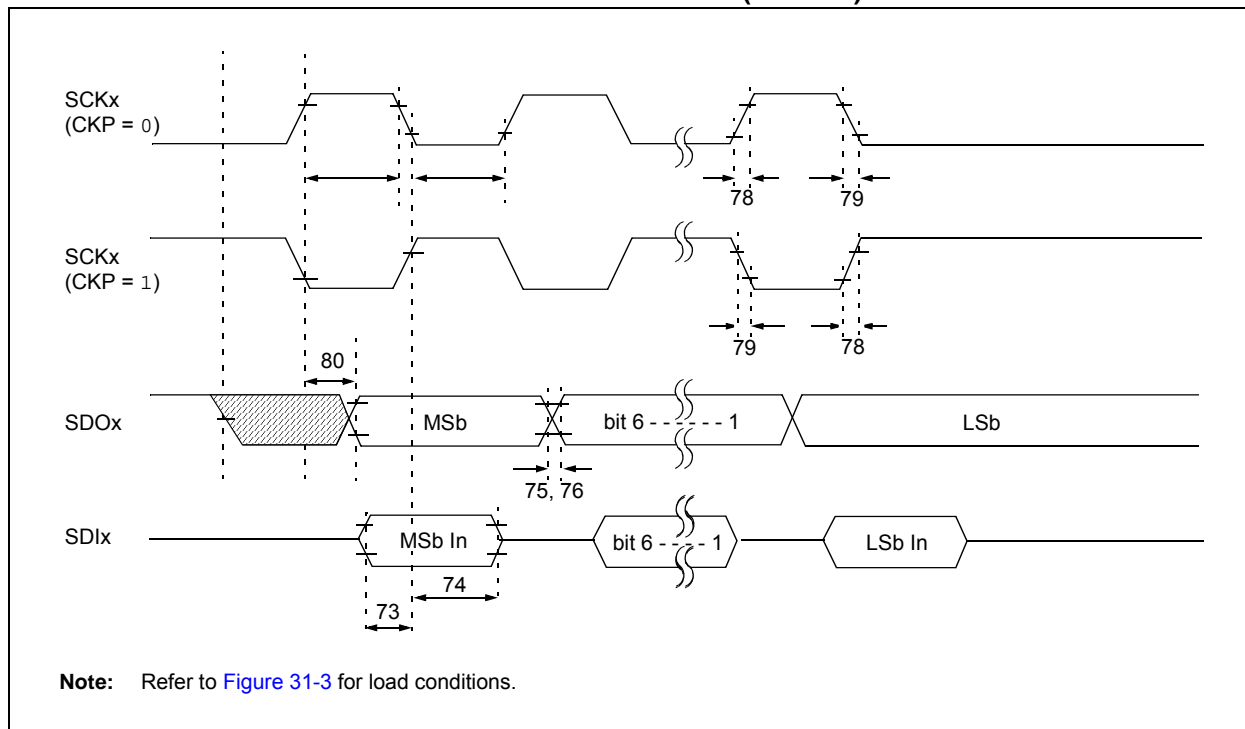 SCKx
(CKP = 0)
78
79
SCKx
(CKP = 1)
79
78
80
SDOx
MSb
bit 6 - - - - - - 1
LSb
75, 76
SDIx
MSb In
bit 6 - - - - 1
LSb In
74
73
Note: Refer to Figure 31-3 for load conditions.